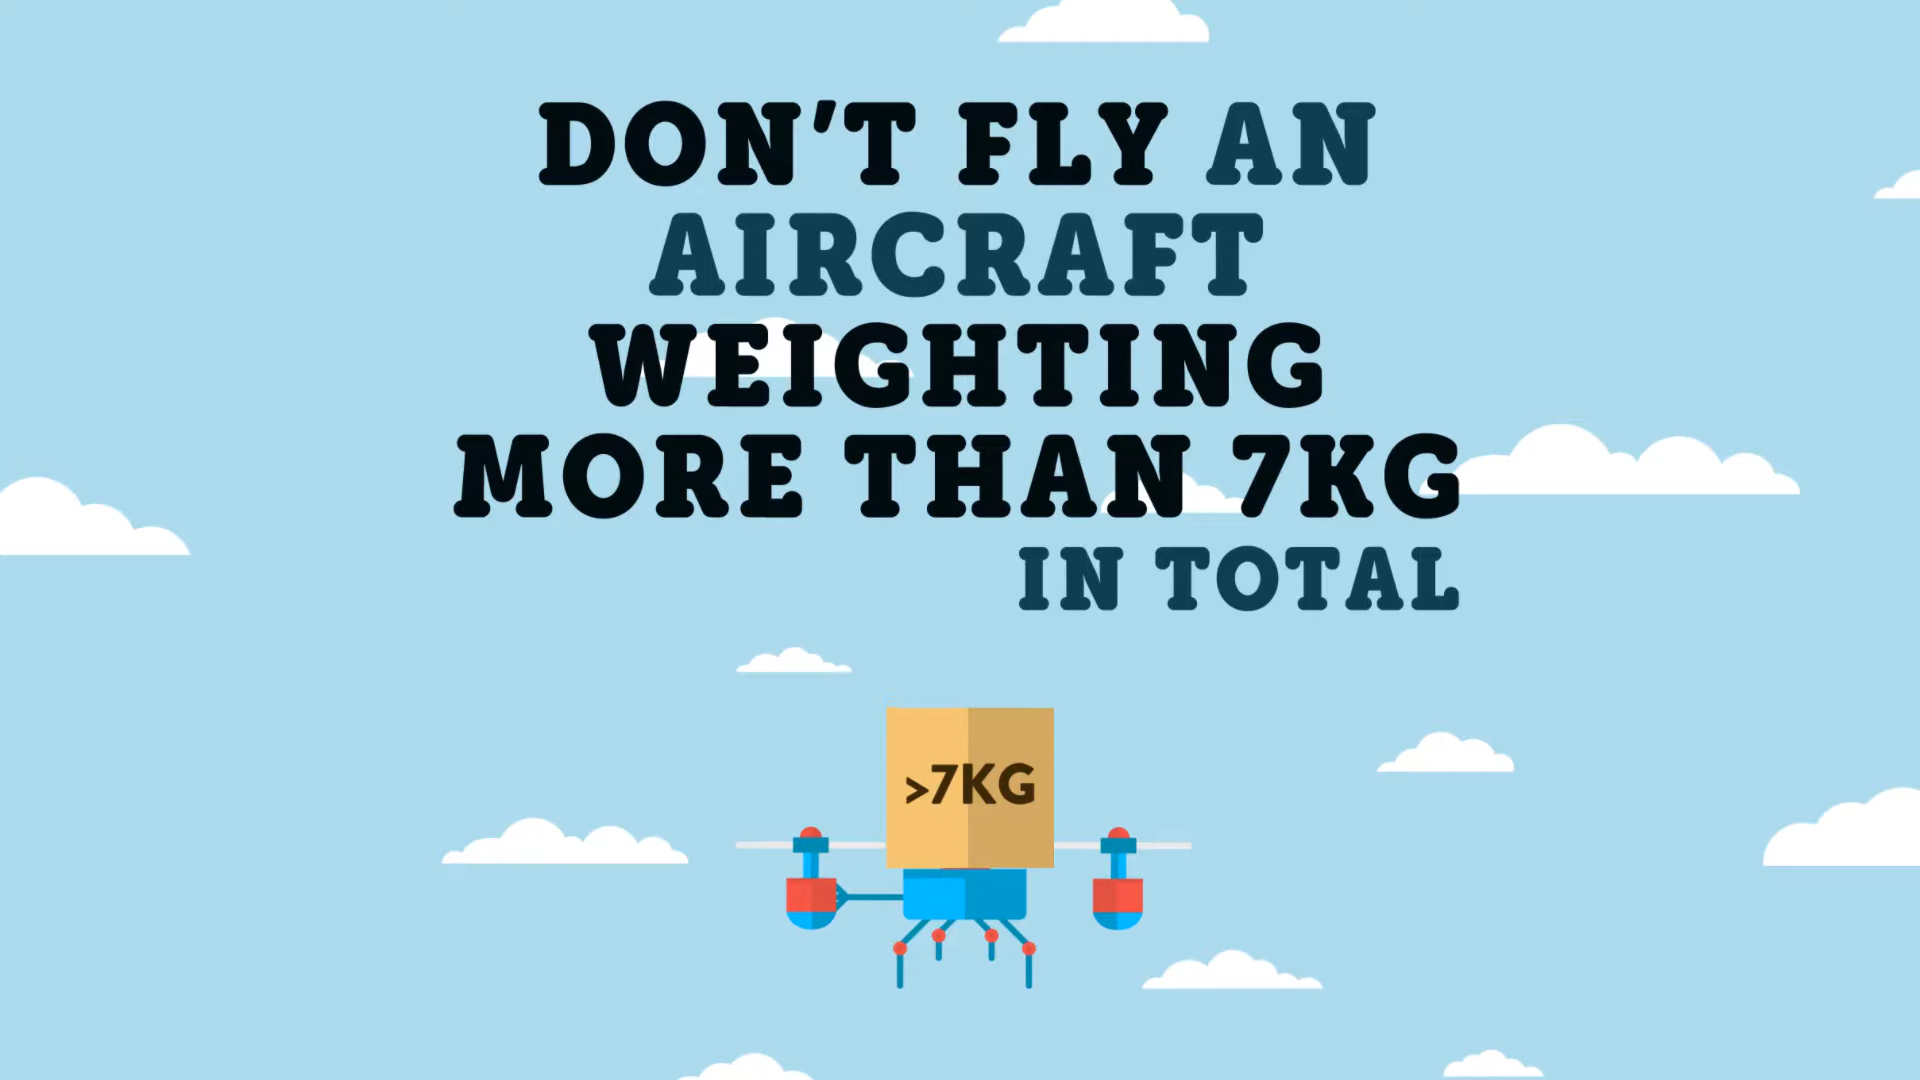 DON'T FLY AN
AIRCRAFT
WEIGHTING
MORE THAN 7KG
IN TOTAL
>7KG